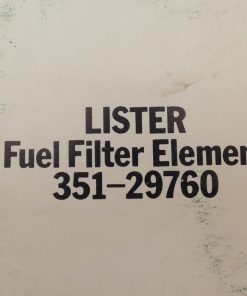 LISTER
Fuel Filter Elemen
351–29760